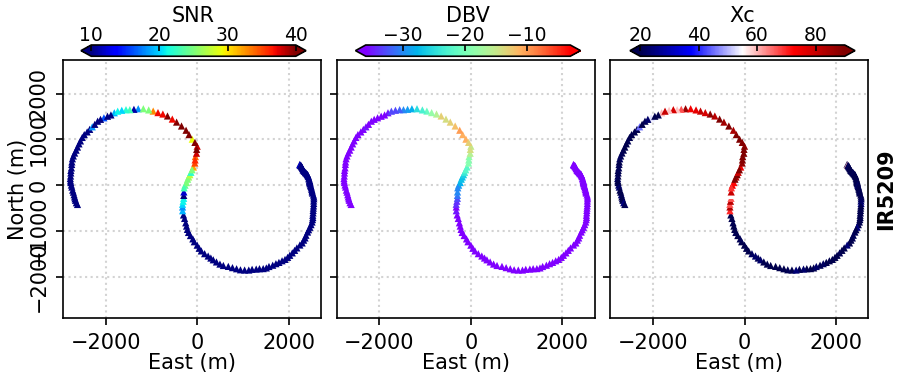 SNR
DBV
Xc
10 20 30 40
−30 −20 −10
20 40 60 80
2000
1000
0
−1000
−2000
North (m)
IR5209
−2000 0 2000
−2000 0 2000
−2000 0 2000
East (m)
East (m)
East (m)